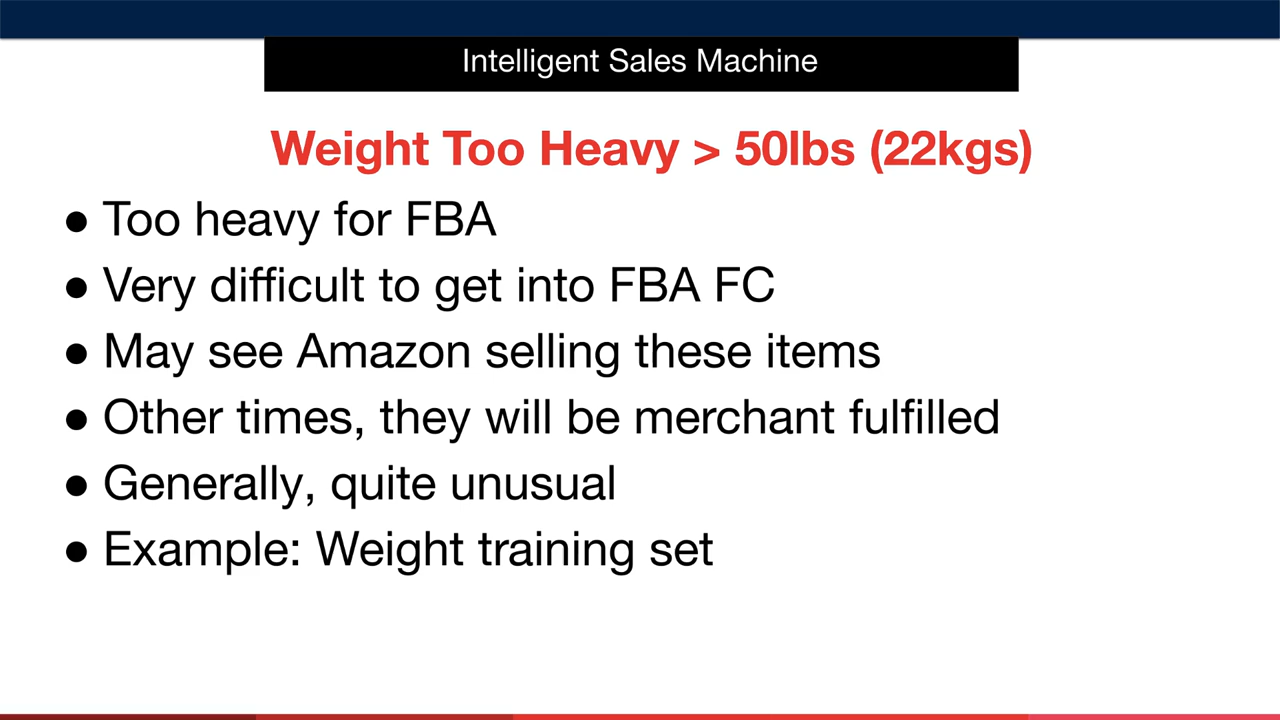 Intelligent Sales Machine
Weight Too Heavy > 50lbs (22kgs)
● Too heavy for FBA
● Very difficult to get into FBA FC
● May see Amazon selling these items
● Other times, they will be merchant fulfilled
● Generally, quite unusual
● Example: Weight training set